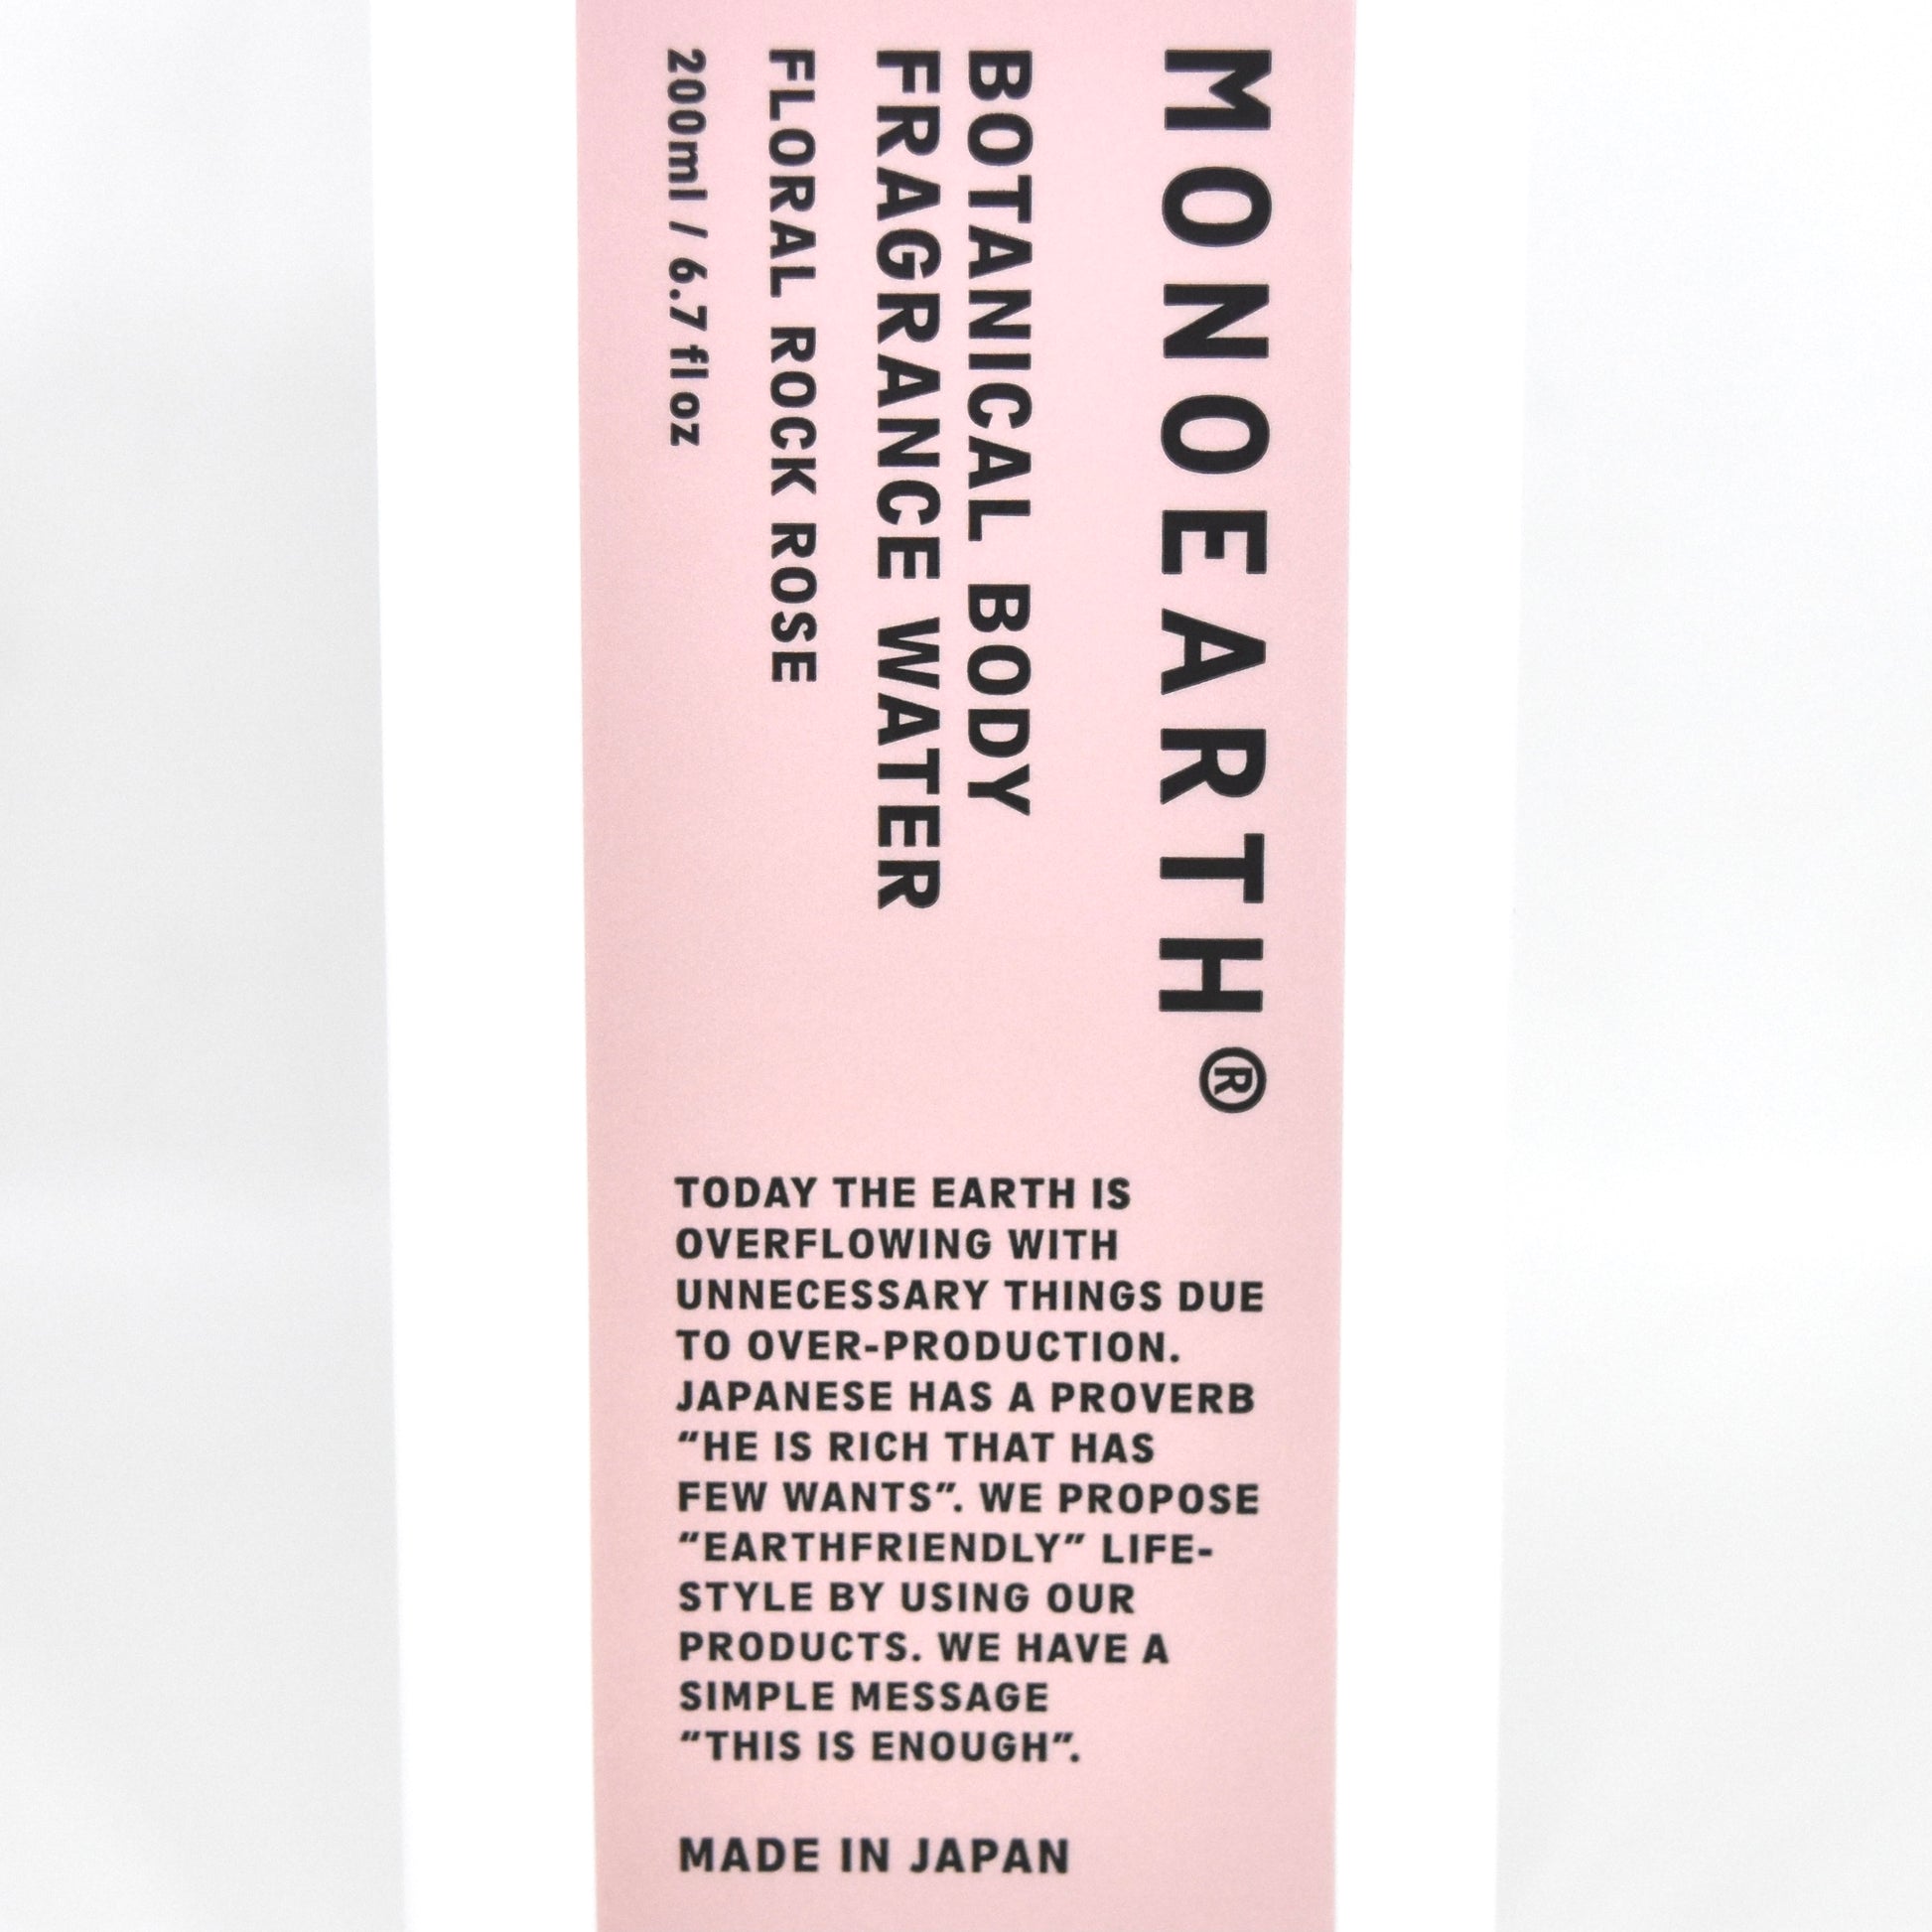 MONOEARTH®
BOTANICAL BODY
FRAGRANCE WATER
FLORAL ROCK ROSE
200ml / 6.7 fl oz
TODAY THE EARTH IS
OVERFLOWING WITH
UNNECESSARY THINGS DUE
TO OVER-PRODUCTION.
JAPANESE HAS A PROVERB
“HE IS RICH THAT HAS
FEW WANTS”. WE PROPOSE
“EARTHFRIENDLY” LIFE-
STYLE BY USING OUR
PRODUCTS. WE HAVE A
SIMPLE MESSAGE
“THIS IS ENOUGH”.
MADE IN JAPAN